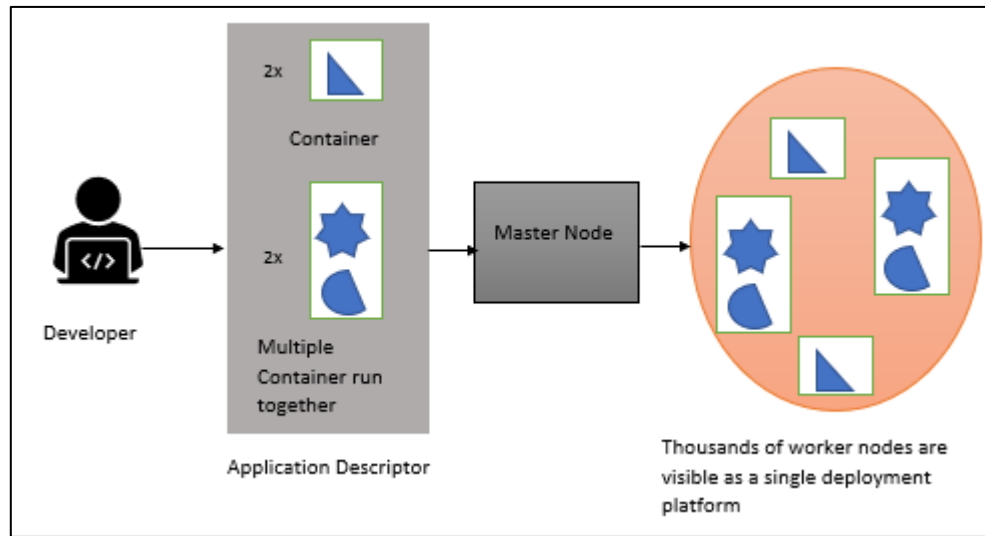 2x
Container
2x
Multiple
Container run
together
Application Descriptor
</>
Developer
Master Node
Thousands of worker nodes are
visible as a single deployment
platform